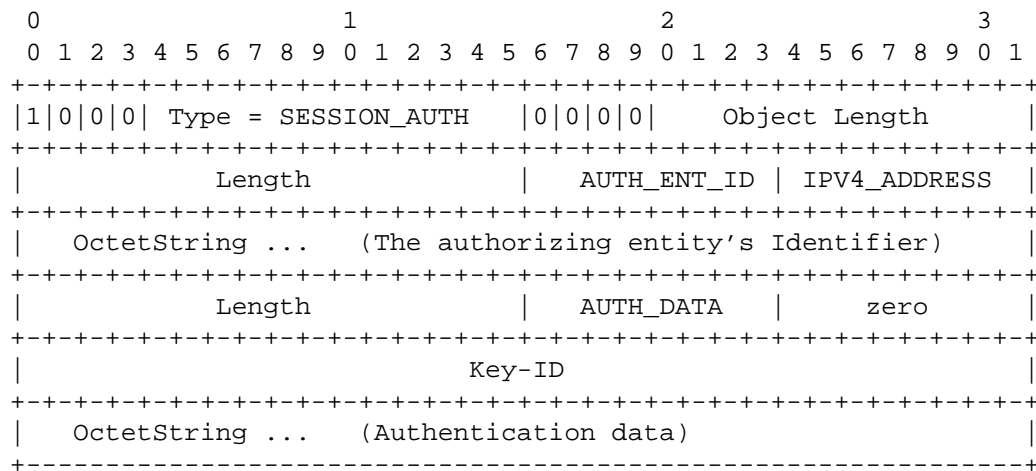 0                   1                   2                   3
 0 1 2 3 4 5 6 7 8 9 0 1 2 3 4 5 6 7 8 9 0 1 2 3 4 5 6 7 8 9 0 1
+-+-+-+-+-+-+-+-+-+-+-+-+-+-+-+-+-+-+-+-+-+-+-+-+-+-+-+-+-+-+-+-+
|1|0|0|0| Type = SESSION_AUTH   |0|0|0|0|    Object Length      |
+-+-+-+-+-+-+-+-+-+-+-+-+-+-+-+-+-+-+-+-+-+-+-+-+-+-+-+-+-+-+-+-+
|            Length             |   AUTH_ENT_ID | IPV4_ADDRESS  |
+-+-+-+-+-+-+-+-+-+-+-+-+-+-+-+-+-+-+-+-+-+-+-+-+-+-+-+-+-+-+-+-+
|   OctetString ...  (The authorizing entity’s Identifier)      |
+-+-+-+-+-+-+-+-+-+-+-+-+-+-+-+-+-+-+-+-+-+-+-+-+-+-+-+-+-+-+-+-+
|            Length             |   AUTH_DATA   |     zero      |
+-+-+-+-+-+-+-+-+-+-+-+-+-+-+-+-+-+-+-+-+-+-+-+-+-+-+-+-+-+-+-+-+
|                            Key-ID                             |
+-+-+-+-+-+-+-+-+-+-+-+-+-+-+-+-+-+-+-+-+-+-+-+-+-+-+-+-+-+-+-+-+
|   OctetString ...  (Authentication data)                      |
+---------------------------------------------------------------+